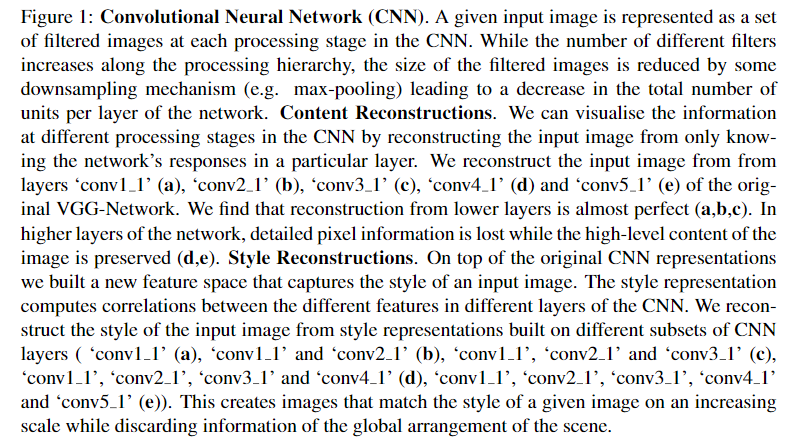 Figure 1: Convolutional Neural Network (CNN). A given input image is represented as a set
of filtered images at each processing stage in the CNN. While the number of different filters
increases along the processing hierarchy, the size of the filtered images is reduced by some
downsampling mechanism (e.g. max-pooling) leading to a decrease in the total number of
units per layer of the network. Content Reconstructions. We can visualise the information
at different processing stages in the CNN by reconstructing the input image from only know-
ing the network’s responses in a particular layer. We reconstruct the input image from from
layers ‘conv1_1’ (a), ‘conv2_1’ (b), ‘conv3_1’ (c), ‘conv4_1’ (d) and ‘conv5_1’ (e) of the orig-
inal VGG-Network. We find that reconstruction from lower layers is almost perfect (a,b,c). In
higher layers of the network, detailed pixel information is lost while the high-level content of the
image is preserved (d,e). Style Reconstructions. On top of the original CNN representations
we built a new feature space that captures the style of an input image. The style representation
computes correlations between the different features in different layers of the CNN. We recon-
struct the style of the input image from style representations built on different subsets of CNN
layers ( ‘conv1_1’ (a), ‘conv1_1’ and ‘conv2_1’ (b), ‘conv1_1’, ‘conv2_1’ and ‘conv3_1’ (c),
‘conv1_1’, ‘conv2_1’, ‘conv3_1’ and ‘conv4_1’ (d), ‘conv1_1’, ‘conv2_1’, ‘conv3_1’, ‘conv4_1’
and ‘conv5_1’ (e)). This creates images that match the style of a given image on an increasing
scale while discarding information of the global arrangement of the scene.